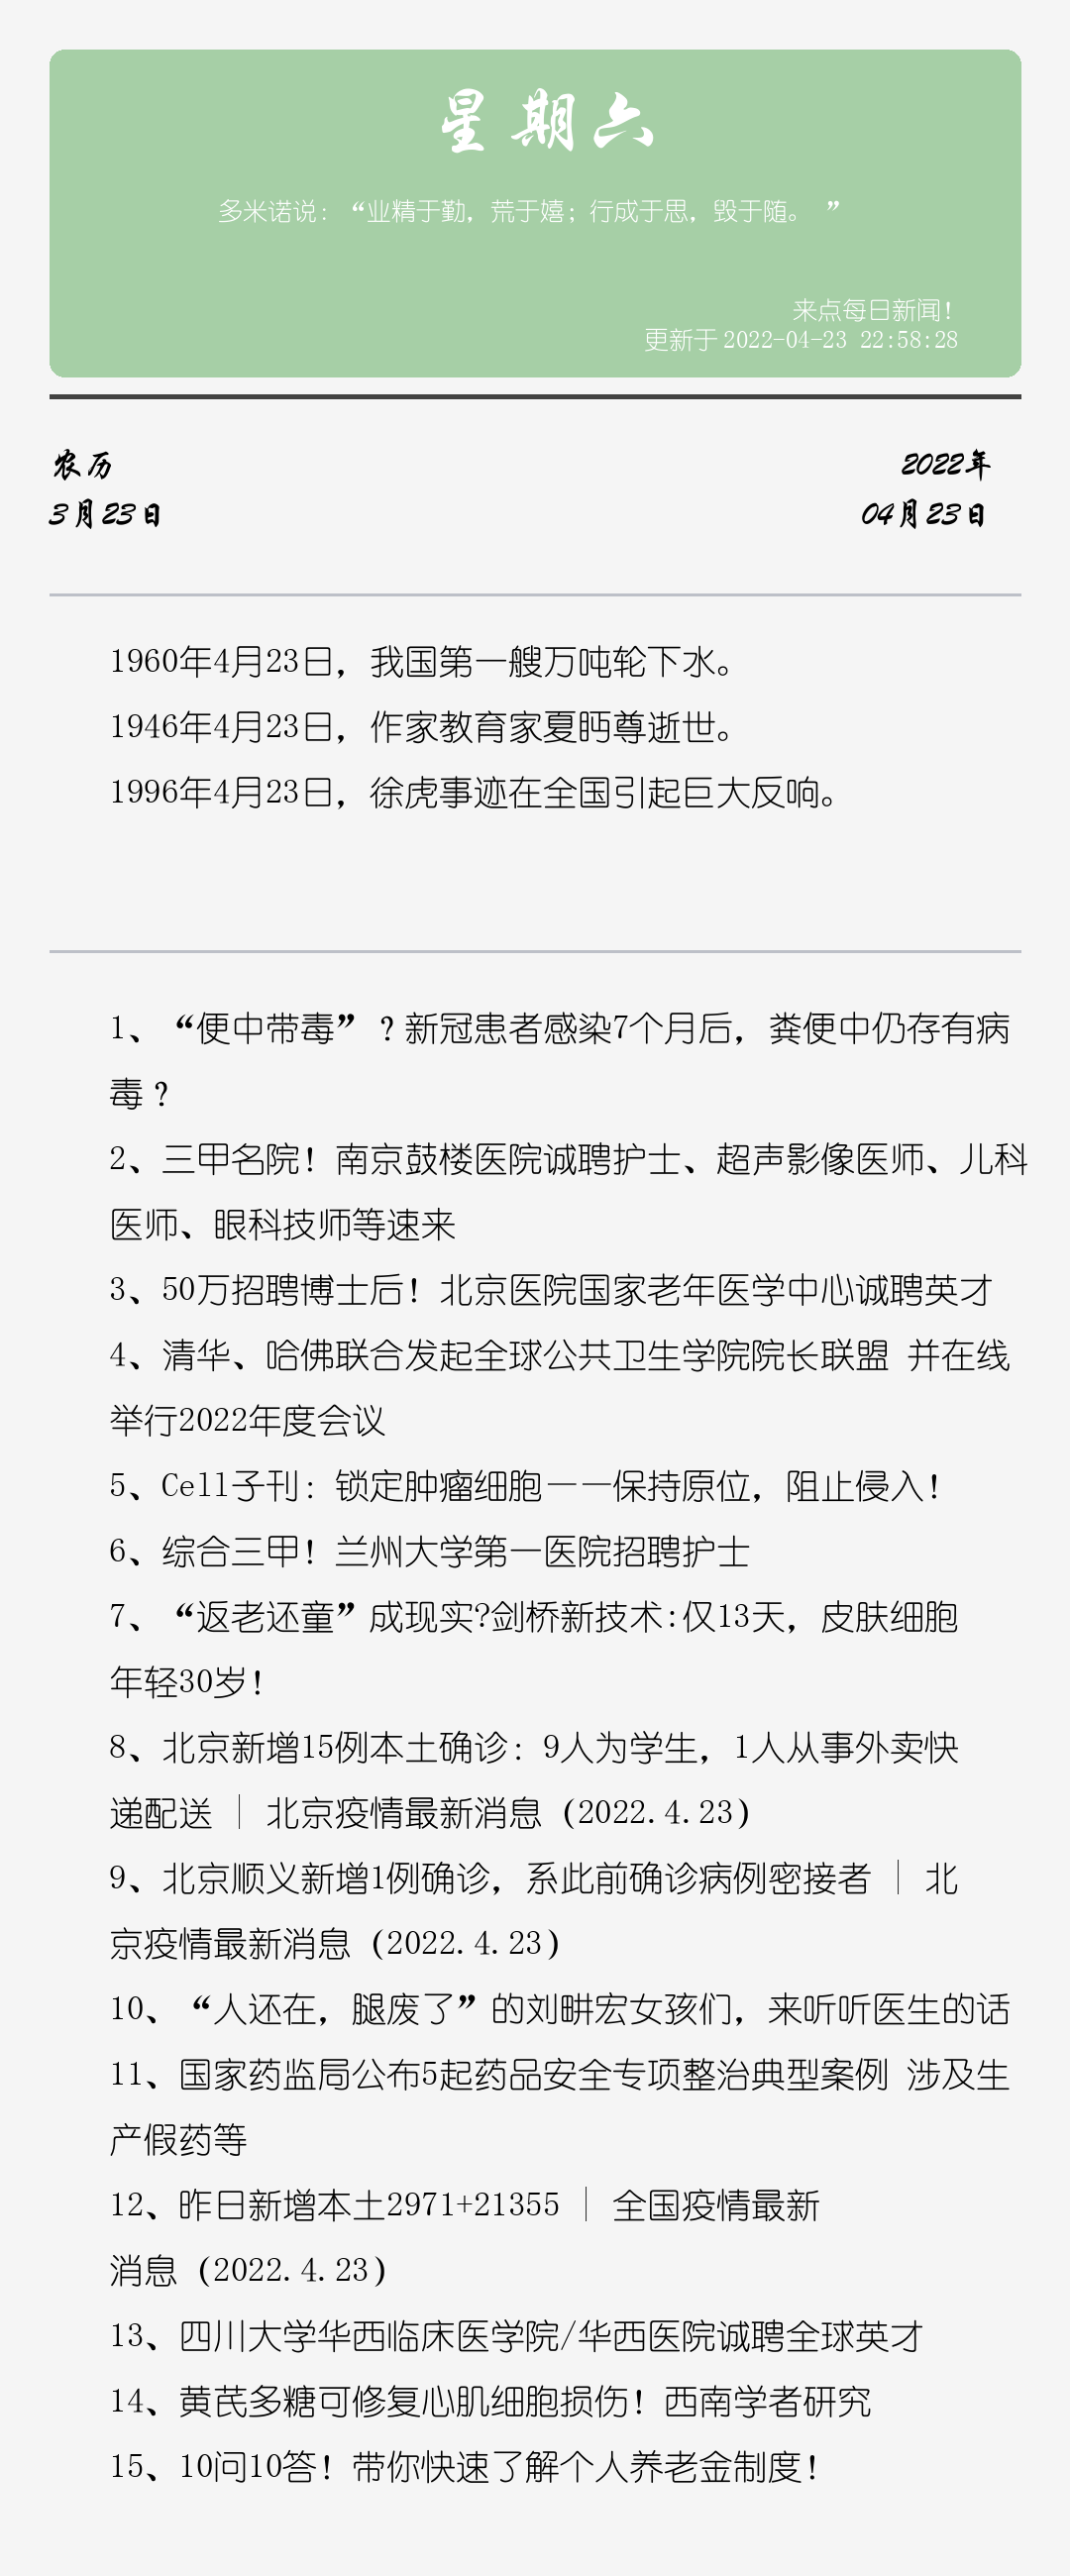 星期六
多米诺说：“业精于勤，荒于嬉；行成于思，毁于随。 ”
来点每日新闻！
更新于 2022-04-23 22:58:28
农历
2022年
3月23日
04月23日
1960年4月23日，我国第一艘万吨轮下水。
1946年4月23日，作家教育家夏眄尊逝世。
1996年4月23日，徐虎事迹在全国引起巨大反响。
1、“便中带毒”？新冠患者感染7个月后，粪便中仍存有病
毒？
2、三甲名院！南京鼓楼医院诚聘护士、超声影像医师、儿科
医师、眼科技师等速来
3、50万招聘博士后！北京医院国家老年医学中心诚聘英才
4、清华、哈佛联合发起全球公共卫生学院院长联盟 并在线
举行2022年度会议
5、Cell子刊：锁定肿瘤细胞——保持原位，阻止侵入！
6、综合三甲！兰州大学第一医院招聘护士
7、“返老还童”成现实?剑桥新技术:仅13天，皮肤细胞
年轻30岁！
8、北京新增15例本土确诊：9人为学生，1人从事外卖快
递配送 | 北京疫情最新消息（2022.4.23）
9、北京顺义新增1例确诊，系此前确诊病例密接者 | 北
京疫情最新消息（2022.4.23）
10、“人还在，腿废了”的刘畊宏女孩们，来听听医生的话
11、国家药监局公布5起药品安全专项整治典型案例 涉及生
产假药等
12、昨日新增本土2971+21355 | 全国疫情最新
消息（2022.4.23）
13、四川大学华西临床医学院/华西医院诚聘全球英才
14、黄芪多糖可修复心肌细胞损伤！西南学者研究
15、10问10答！带你快速了解个人养老金制度！